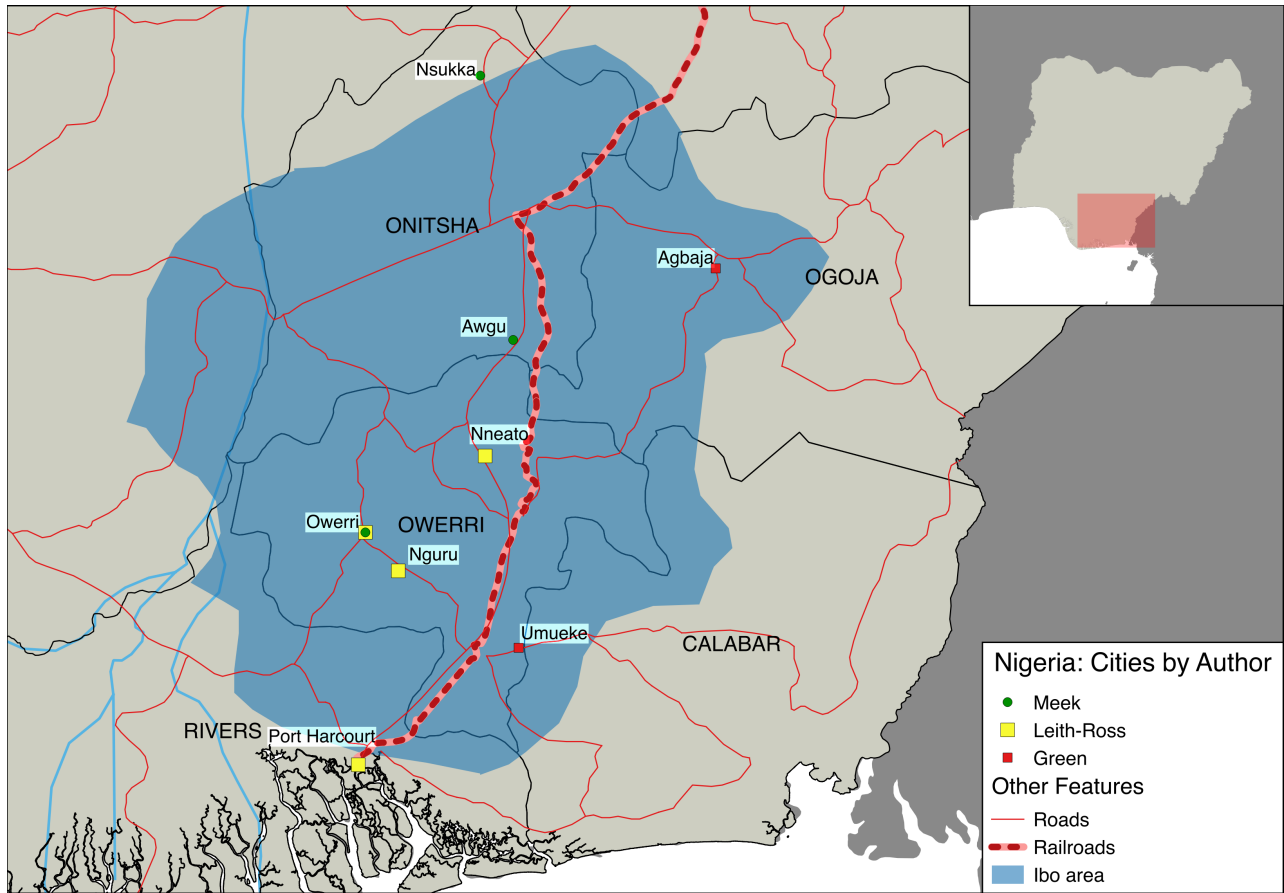 Nsukka
ONITSHA
Agbaja
OGOJA
Awgu
Nneato
Owerri
OWERRI
Nguru
Umueke
CALABAR
RIVERS
Port Harcourt
Nigeria: Cities by Author
Meek
Leith-Ross
Green
Other Features
Roads
Railroads
Ibo area